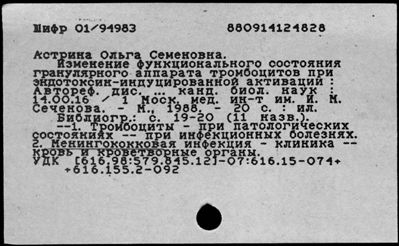 Шифр 01/94983 880914124828
Астрина Ольга Семеновна.
Изменение функционального состояния
гранулярного аппарата тромбоцитов при
эндотоксин-индуцированной активации :
Автореф. дис. ... канд. биол. наук :
14.00.16 / 1 Моск. мед. ин-т им. И. М.
Сеченова. - М., 1988. - 20 с. : ил.
Библиогр.: с. 19-20 (11 назв.).
--1. Тромбоциты - при патологических
состояниях -- при инфекционных болезнях.
2. Менингококковая инфекция - клиника --
кровь и кроветворные органы.
УДК [616.98:579.845.12]-07:616.15-074+
+616.155.2-092